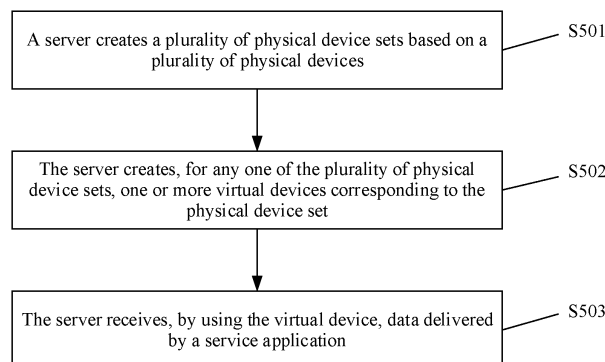 A server creates a plurality of physical device sets based on a
plurality of physical devices
S501
The server creates, for any one of the plurality of physical
device sets, one or more virtual devices corresponding to the
physical device set
S502
The server receives, by using the virtual device, data delivered
by a service application
S503